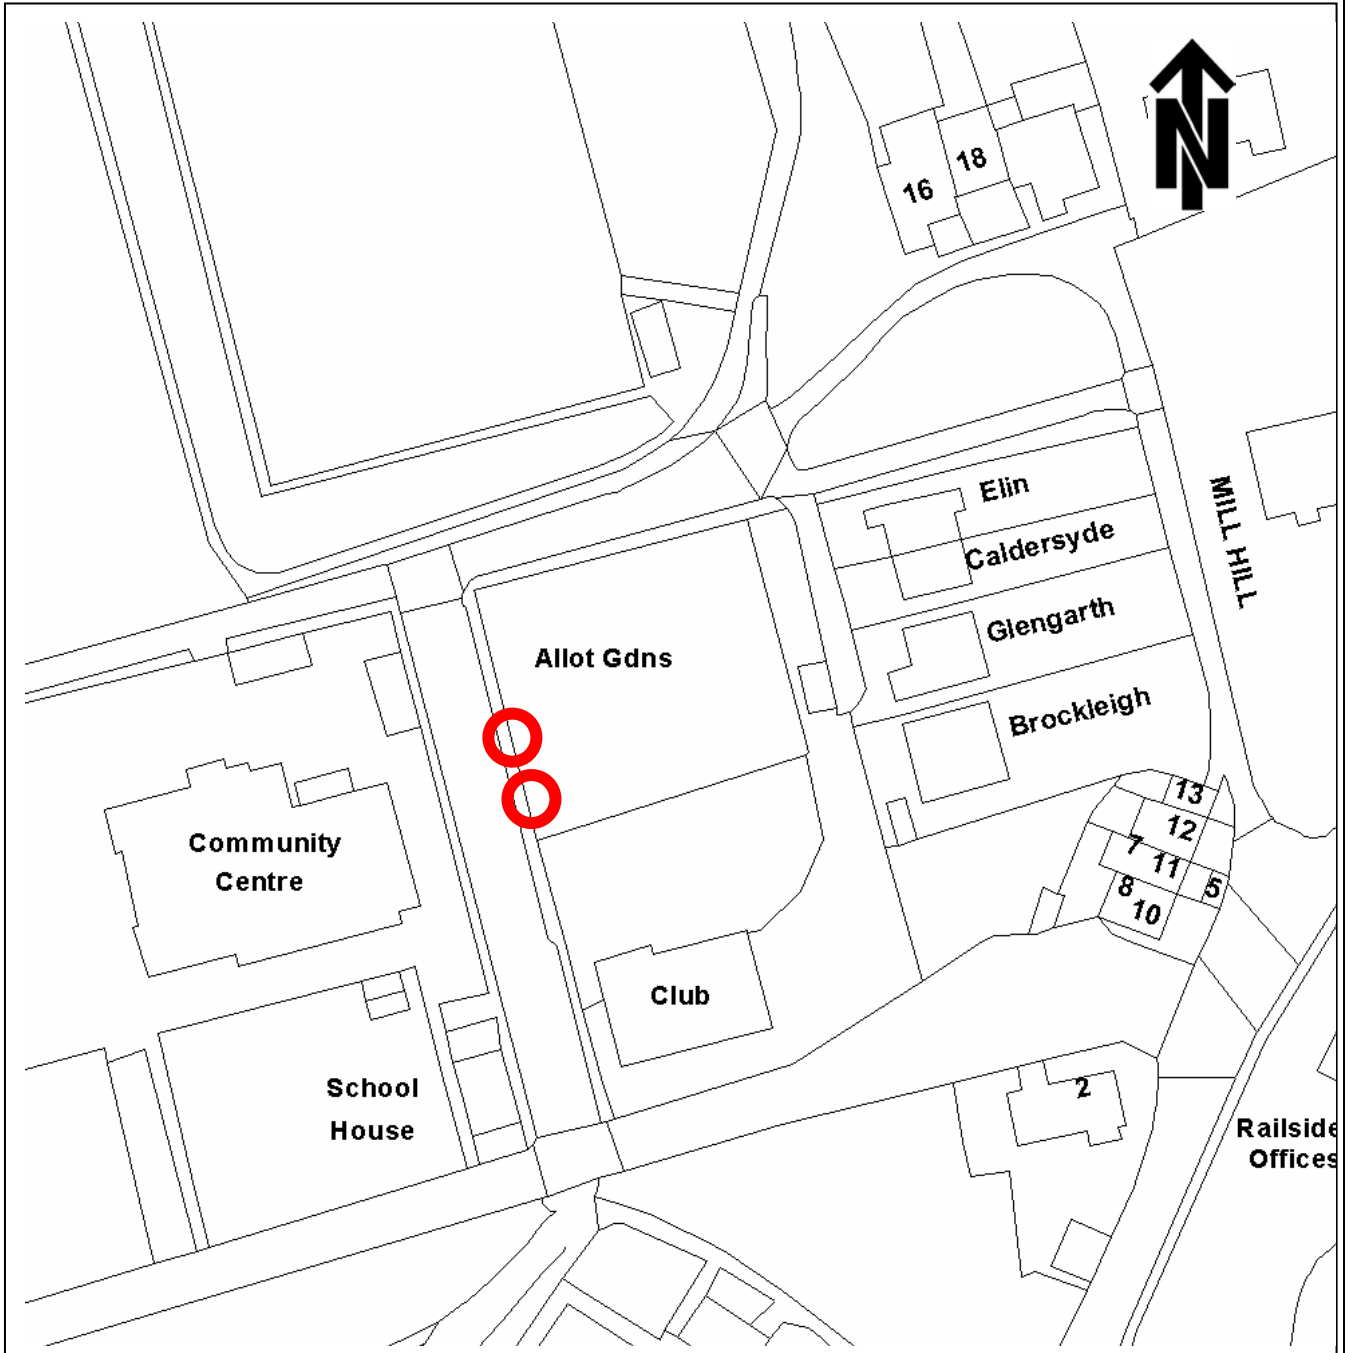 N
18
16
Elin
MILL HILL
Caldersyde
Glengarth
Allot Gdns
Brockleigh
13
12
7
11
5
8
10
Community
Centre
Club
School
House
2
Railside
Offices